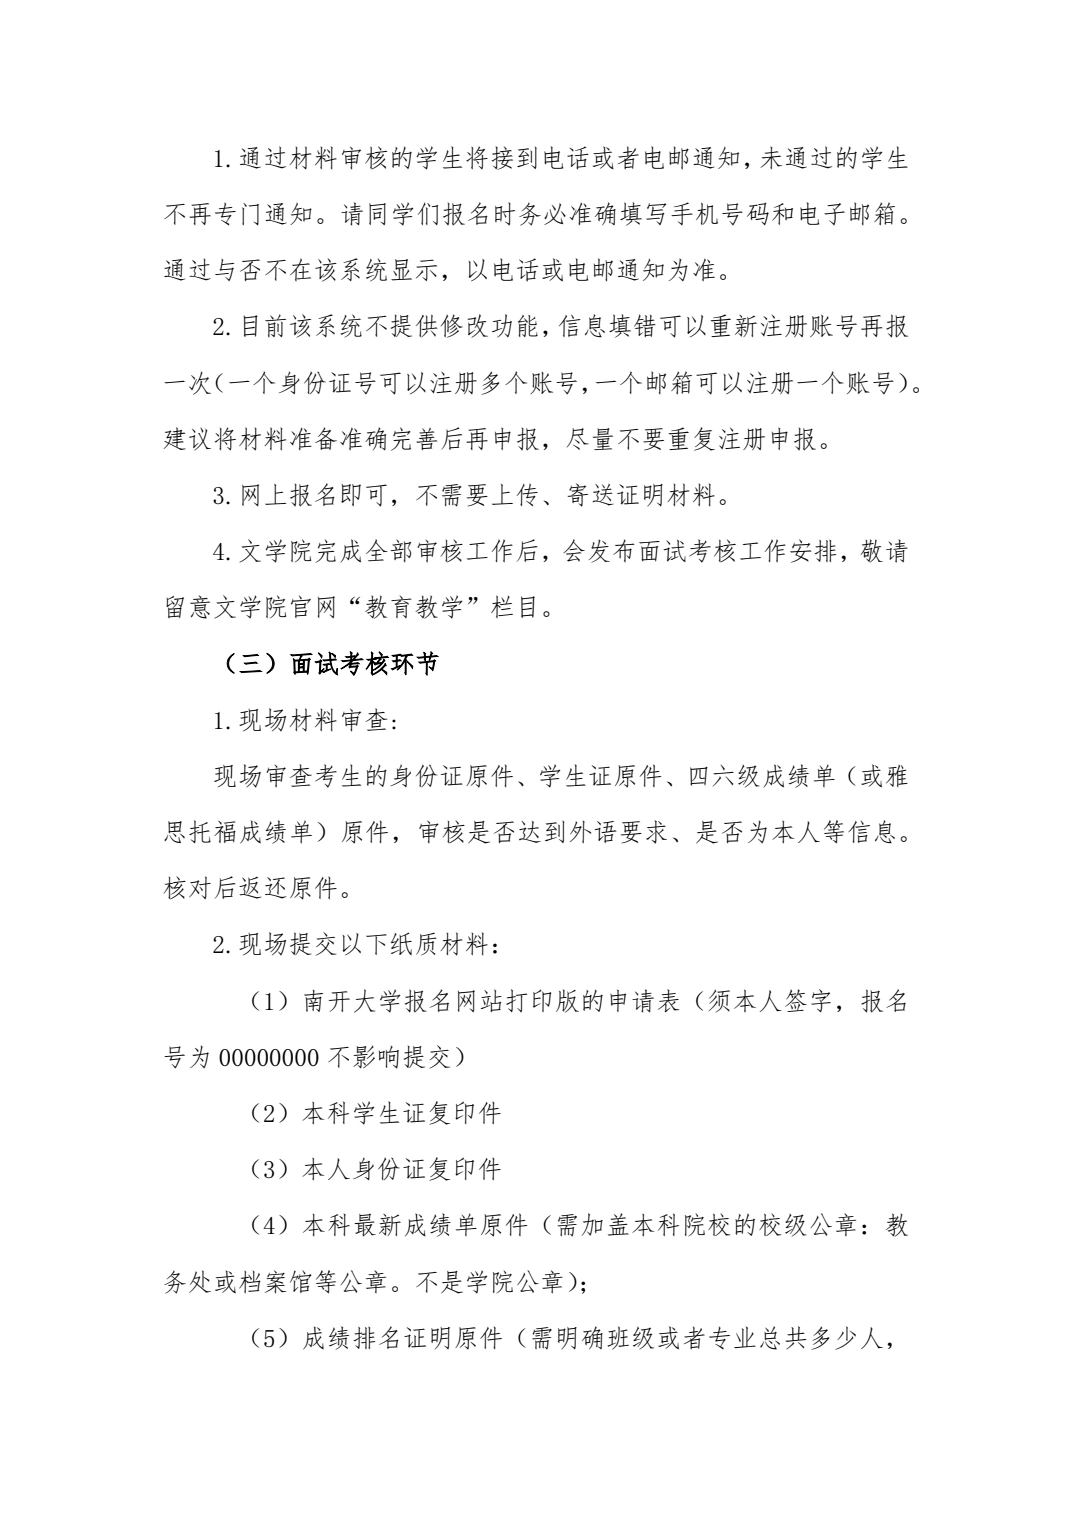 1.通过材料审核的学生将接到电话或者电邮通知，未通过的学生
不再专门通知。请同学们报名时务必准确填写手机号码和电子邮箱。
通过与否不在该系统显示，以电话或电邮通知为准。
2.目前该系统不提供修改功能，信息填错可以重新注册账号再报
一次（一个身份证号可以注册多个账号，一个邮箱可以注册一个账号）。
建议将材料准备准确完善后再申报，尽量不要重复注册申报。
3.网上报名即可，不需要上传、寄送证明材料。
4.文学院完成全部审核工作后，会发布面试考核工作安排，敬请
留意文学院官网“教育教学”栏目。
（三）面试考核环节
1.现场材料审查：
现场审查考生的身份证原件、学生证原件、四六级成绩单（或雅
思托福成绩单）原件，审核是否达到外语要求、是否为本人等信息。
核对后返还原件。
2.现场提交以下纸质材料：
（1）南开大学报名网站打印版的申请表（须本人签字，报名
号为 00000000 不影响提交）
（2）本科学生证复印件
（3）本人身份证复印件
（4）本科最新成绩单原件（需加盖本科院校的校级公章：教
务处或档案馆等公章。不是学院公章）；
（5）成绩排名证明原件（需明确班级或者专业总共多少人，